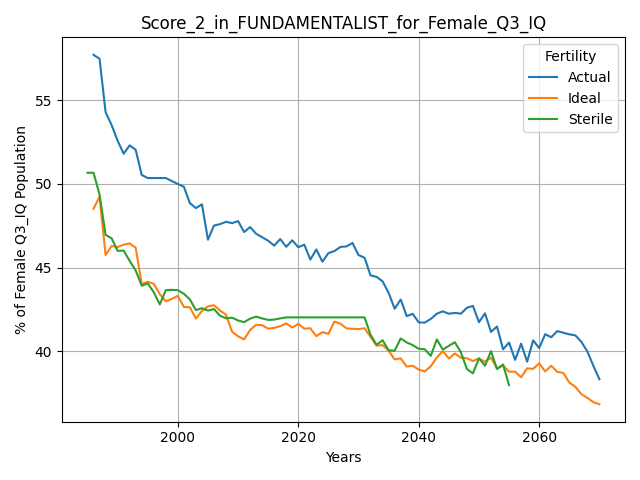 Score_2_in_FUNDAMENTALIST_for_Female_Q3_IQ
Fertility
Actual
Ideal
Sterile
% of Female Q3_IQ Population
55
50
45
40
2000
2020
2040
2060
Years